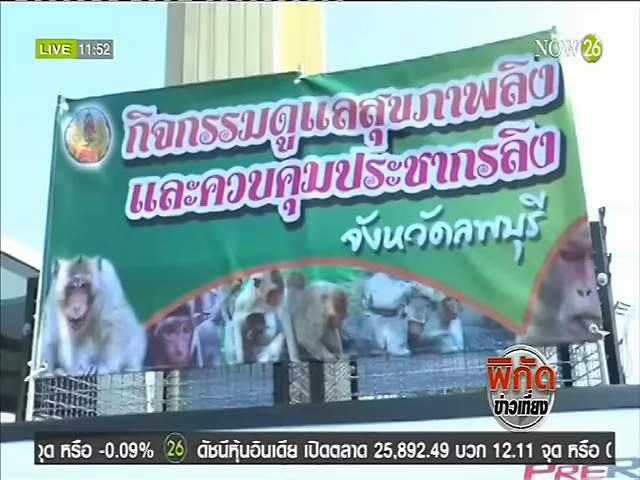 LIVE 11:52
NOW26
กิจกรรมดูแลสุขภาพลิง
และควบคุมประชากรลิง
จังหวัดลพบุรี
พิกัด
ข่าวเที่ยง
จุด หรือ -0.09% 26 ดัชนีหุ้นอินเดีย เปิดตลาด 25,892.49 บวก 12.11 จุด หรือ 0
PRER